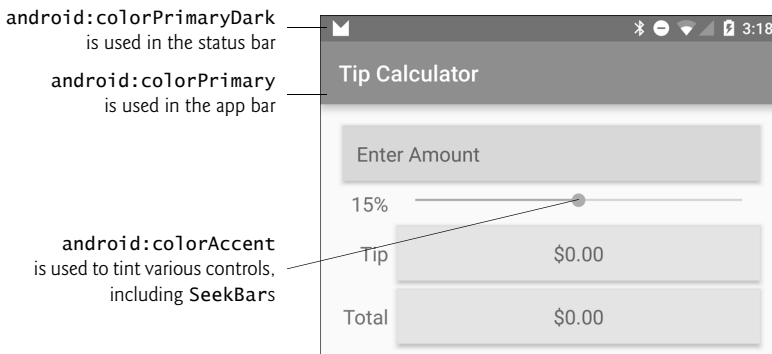 android:colorPrimaryDark
is used in the status bar
android:colorPrimary
is used in the app bar
android:colorAccent
is used to tint various controls,
including SeekBars
3:18
Tip Calculator
Enter Amount
15%
Tip $0.00
Total $0.00